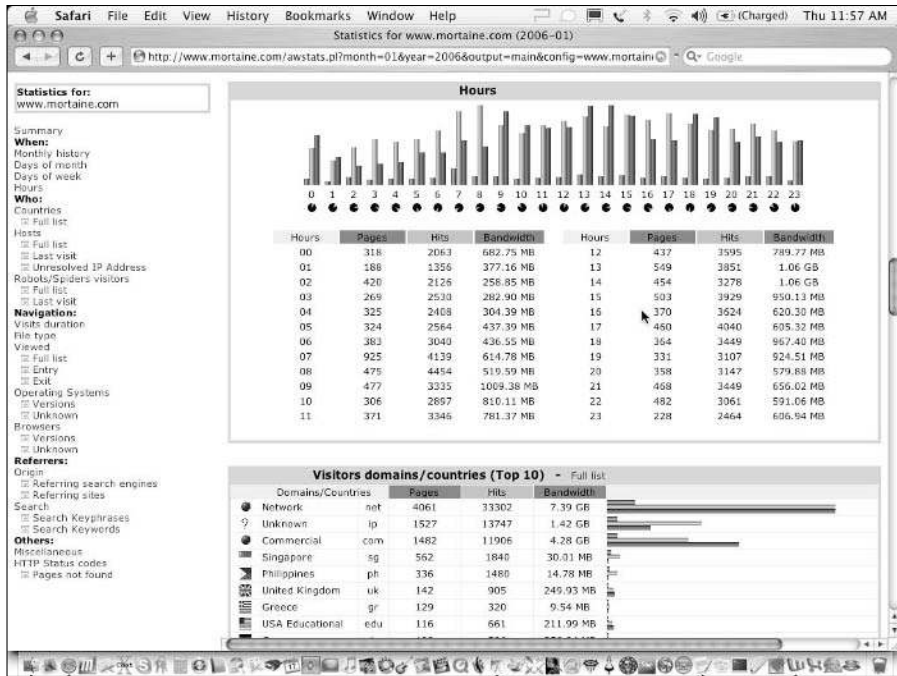 Safari File Edit View History Bookmarks Window Help (Charged) Thu 11:57 AM
Statistics for www.mortaine.com (2006-01)
http://www.mortaine.com/awstats.pl?month=01&year=2006&output=main&config=www.mortain Google
Statistics for:
www.mortaine.com
Summary
When:
Monthly history
Days of month
Days of week
Hours
Who:
Countries
Full list
Hosts
Full list
Last visit
Unresolved IP Address
Robots/Spiders visitors
Full list
Last visit
Navigation:
Visits duration
File type
Viewed
Full list
Entry
Exit
Operating Systems
Versions
Unknown
Browsers
Versions
Unknown
Referrers:
Origin
Referring search engines
Referring sites
Search
Search Keyphrases
Search Keywords
Others:
Miscellaneous
HTTP Status codes
Pages not found
Hours
0 1 2 3 4 5 6 7 8 9 10 11 12 13 14 15 16 17 18 19 20 21 22 23
Hours Pages Hits Bandwidth Hours Pages Hits Bandwidth
00 318 2063 682.75 MB 12 437 3595 789.77 MB
01 188 1356 377.16 MB 13 549 3851 1.06 GB
02 420 2126 258.85 MB 14 454 3278 1.06 GB
03 269 2530 282.90 MB 15 503 3929 950.13 MB
04 325 2408 304.39 MB 16 370 3624 620.30 MB
05 324 2564 437.39 MB 17 460 4040 605.32 MB
06 383 3040 436.55 MB 18 364 3449 967.40 MB
07 925 4139 614.78 MB 19 331 3107 924.51 MB
08 475 4454 519.59 MB 20 358 3147 579.88 MB
09 477 3335 1009.38 MB 21 468 3449 656.02 MB
10 306 2897 810.11 MB 22 482 3061 591.06 MB
11 371 3346 781.37 MB 23 228 2464 606.94 MB
Visitors domains/countries (Top 10) - Full list
Domains/Countries Pages Hits Bandwidth
Network net 4061 33302 7.39 GB
Unknown ip 1527 13747 1.42 GB
Commercial com 1482 11906 4.28 GB
Singapore sg 562 1840 30.01 MB
Philippines ph 336 1480 14.78 MB
United Kingdom uk 142 905 249.93 MB
Greece gr 129 320 9.54 MB
USA Educational edu 116 661 211.99 MB